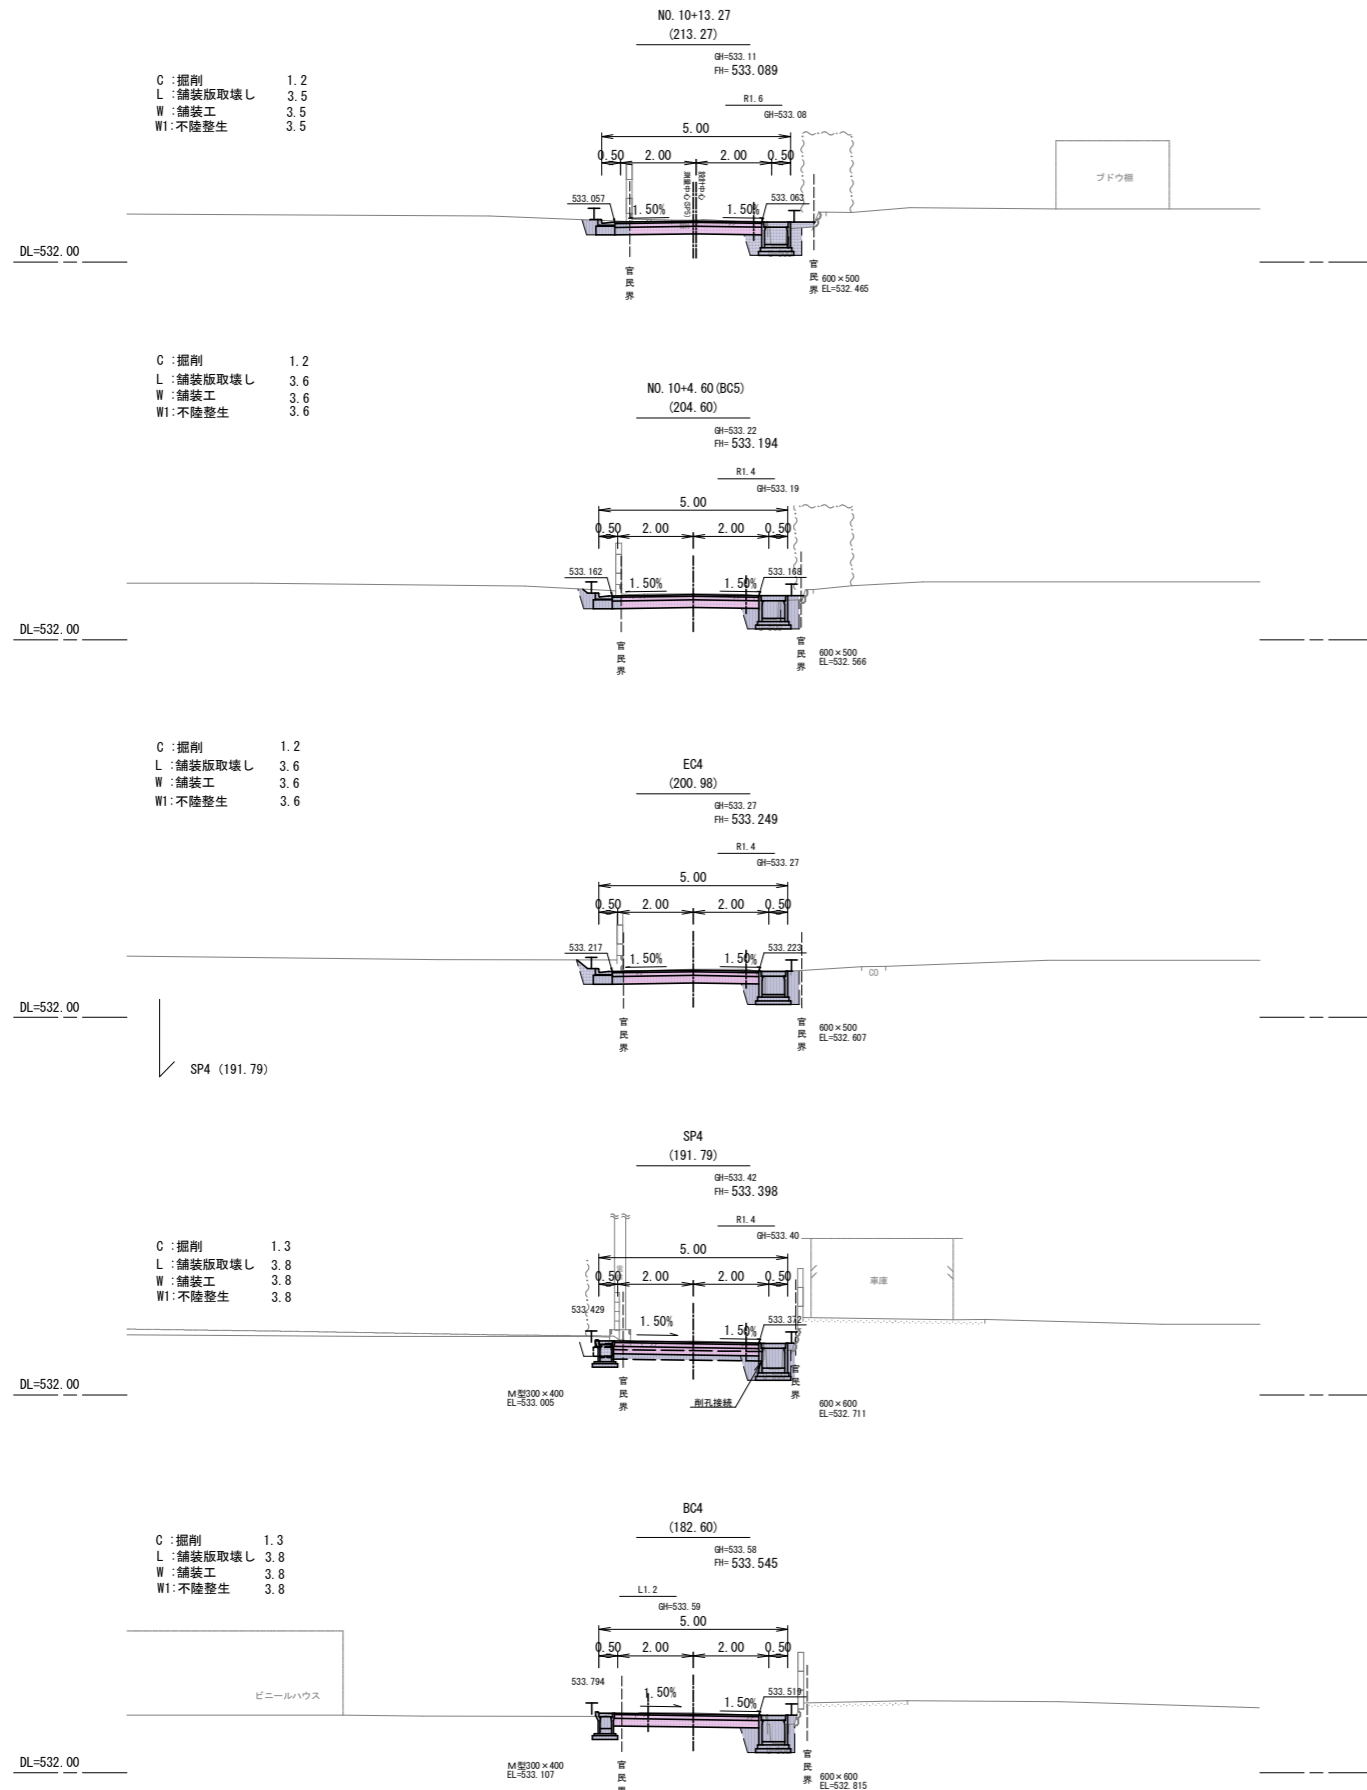 NO. 10+13.27
(213.27)
GH=533.11
FH= 533.089
C :掘削 1.2
L :舗装版取壊し 3.5
W :舗装工 3.5
W1:不陸整生 3.5
R1.6
GH=533.08
5.00
0.50 2.00 2.00 0.50
ブドウ棚
533.057
533.063
1.50% 1.50%
測量中心(SP5)
設計中心
DL=532.00
官民界
官民界
600×500
EL=532.465
C :掘削 1.2
L :舗装版取壊し 3.6
W :舗装工 3.6
W1:不陸整生 3.6
NO. 10+4.60(BC5)
(204.60)
GH=533.22
FH= 533.194
R1.4
GH=533.19
5.00
0.50 2.00 2.00 0.50
533.162
533.168
1.50% 1.50%
DL=532.00
官民界
官民界
600×500
EL=532.566
C :掘削 1.2
L :舗装版取壊し 3.6
W :舗装工 3.6
W1:不陸整生 3.6
EC4
(200.98)
GH=533.27
FH= 533.249
R1.4
GH=533.27
5.00
0.50 2.00 2.00 0.50
533.217
533.223
1.50% 1.50%
CO
DL=532.00
官民界
官民界
600×500
EL=532.607
SP4 (191.79)
SP4
(191.79)
GH=533.42
FH= 533.398
R1.4
GH=533.40
C :掘削 1.3
L :舗装版取壊し 3.8
W :舗装工 3.8
W1:不陸整生 3.8
5.00
0.50 2.00 2.00 0.50
車庫
533.429
533.372
1.50% 1.50%
DL=532.00
M型300×400
EL=533.005
官民界
削孔接続
官民界
600×600
EL=532.711
BC4
(182.60)
GH=533.58
FH= 533.545
C :掘削 1.3
L :舗装版取壊し 3.8
W :舗装工 3.8
W1:不陸整生 3.8
L1.2
GH=533.59
5.00
0.50 2.00 2.00 0.50
ビニールハウス
533.794
533.519
1.50% 1.50%
DL=532.00
M型300×400
EL=533.107
官民界
官民界
600×600
EL=532.815